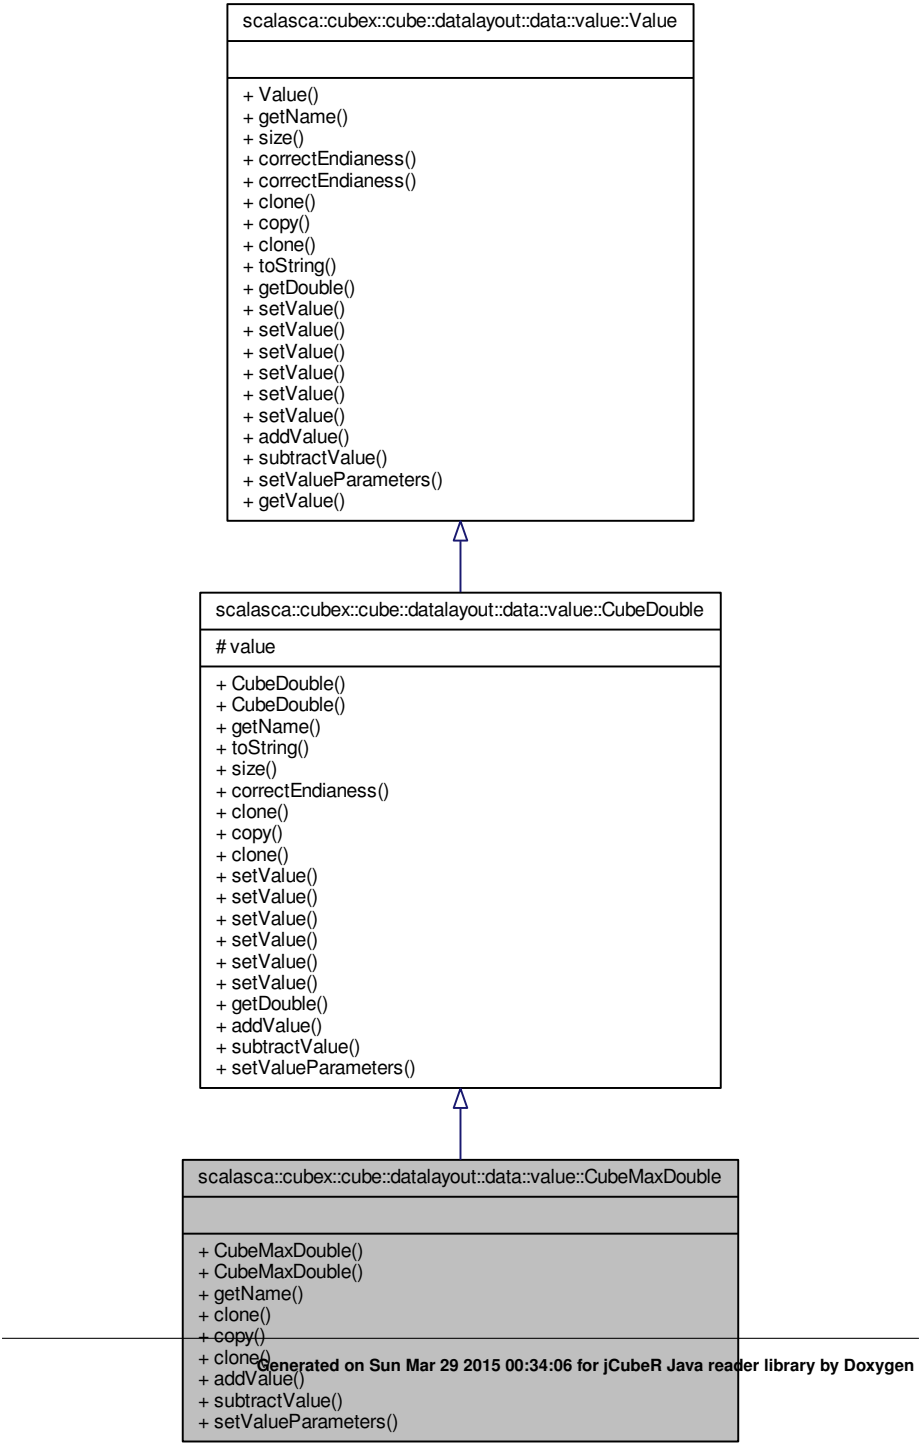 scalasca::cubex::cube::datalayout::data::value::Value
+ Value()
+ getName()
+ size()
+ correctEndianess()
+ correctEndianess()
+ clone()
+ copy()
+ clone()
+ toString()
+ getDouble()
+ setValue()
+ setValue()
+ setValue()
+ setValue()
+ setValue()
+ setValue()
+ addValue()
+ subtractValue()
+ setValueParameters()
+ getValue()
scalasca::cubex::cube::datalayout::data::value::CubeDouble
# value
+ CubeDouble()
+ CubeDouble()
+ getName()
+ toString()
+ size()
+ correctEndianess()
+ clone()
+ copy()
+ clone()
+ setValue()
+ setValue()
+ setValue()
+ setValue()
+ setValue()
+ setValue()
+ getDouble()
+ addValue()
+ subtractValue()
+ setValueParameters()
scalasca::cubex::cube::datalayout::data::value::CubeMaxDouble
+ CubeMaxDouble()
+ CubeMaxDouble()
+ getName()
+ clone()
+ copy()
+ clone()
Generated on Sun Mar 29 2015 00:34:06 for jCubeR Java reader library by Doxygen
+ addValue()
+ subtractValue()
+ setValueParameters()